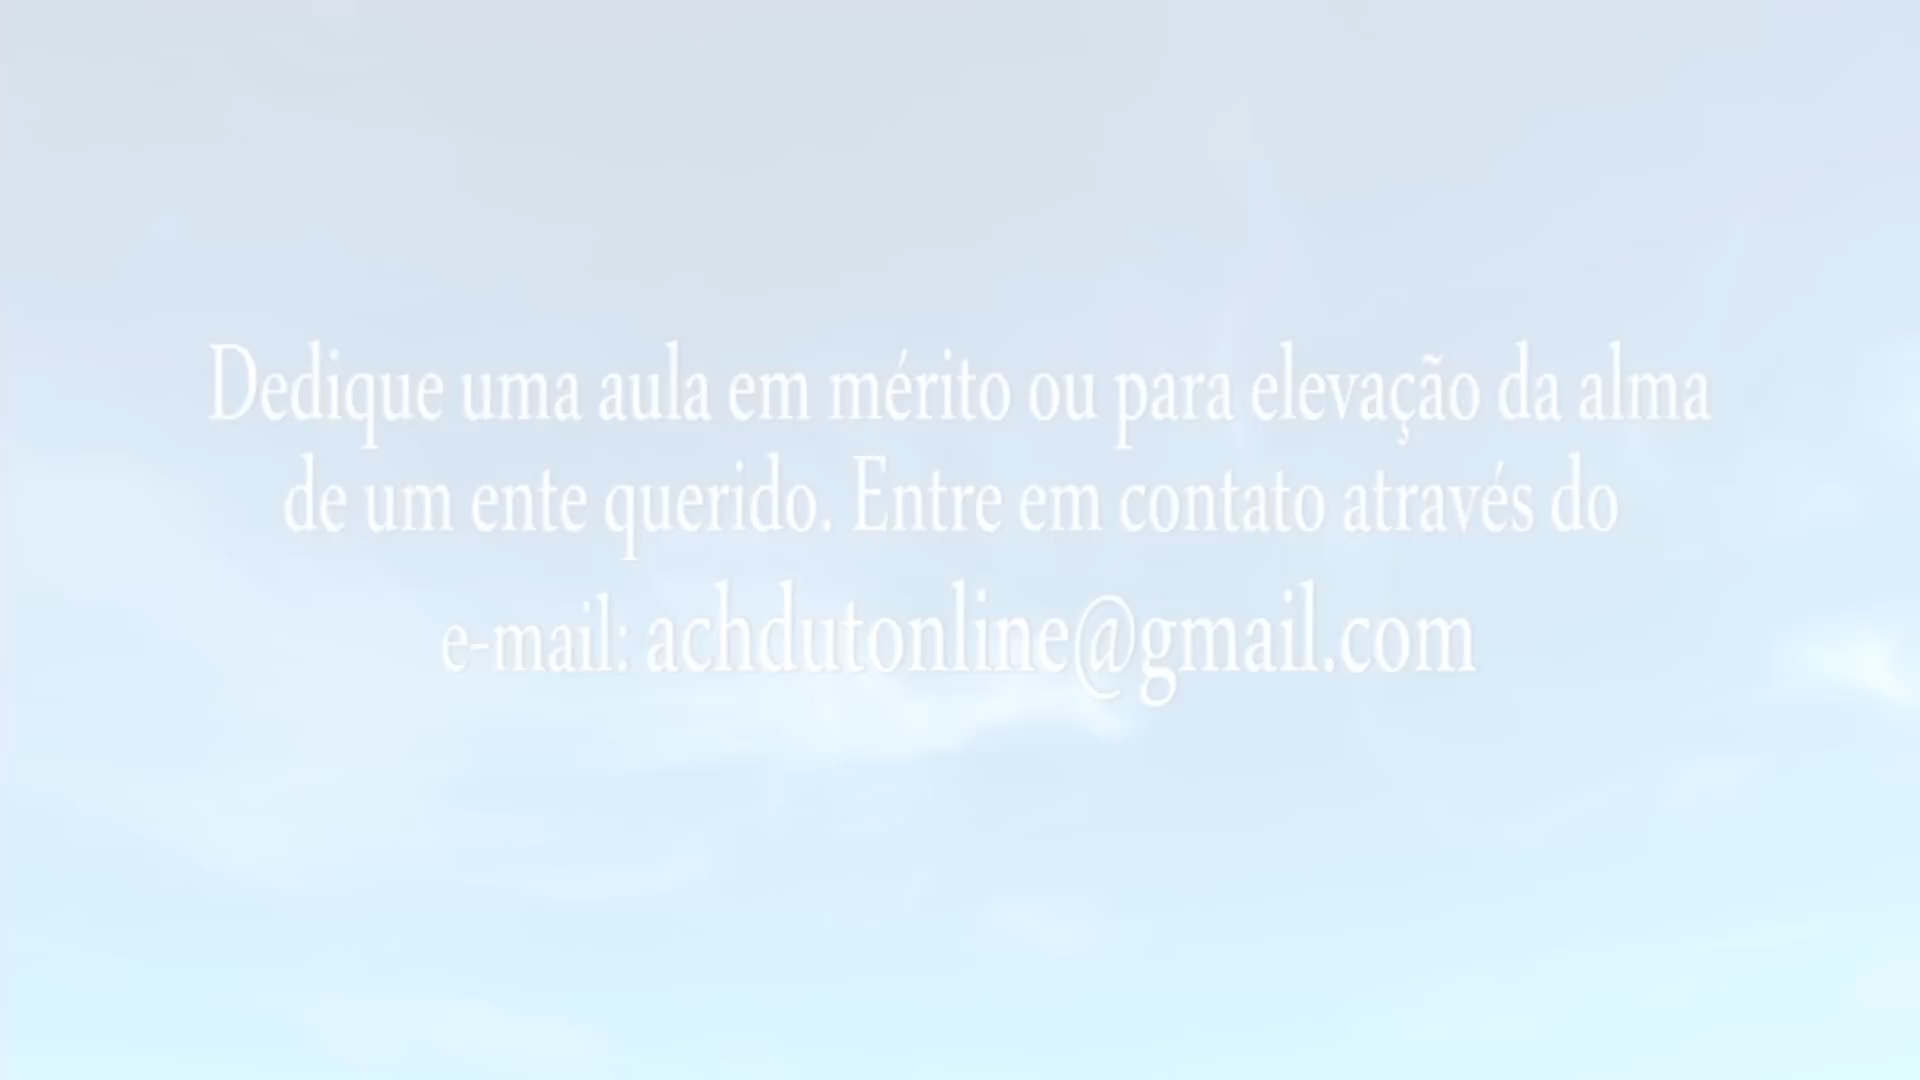 Dedique uma aula em mérito ou para elevação da alma
de um ente querido. Entre em contato através do
e-mail: achdutonline@gmail.com